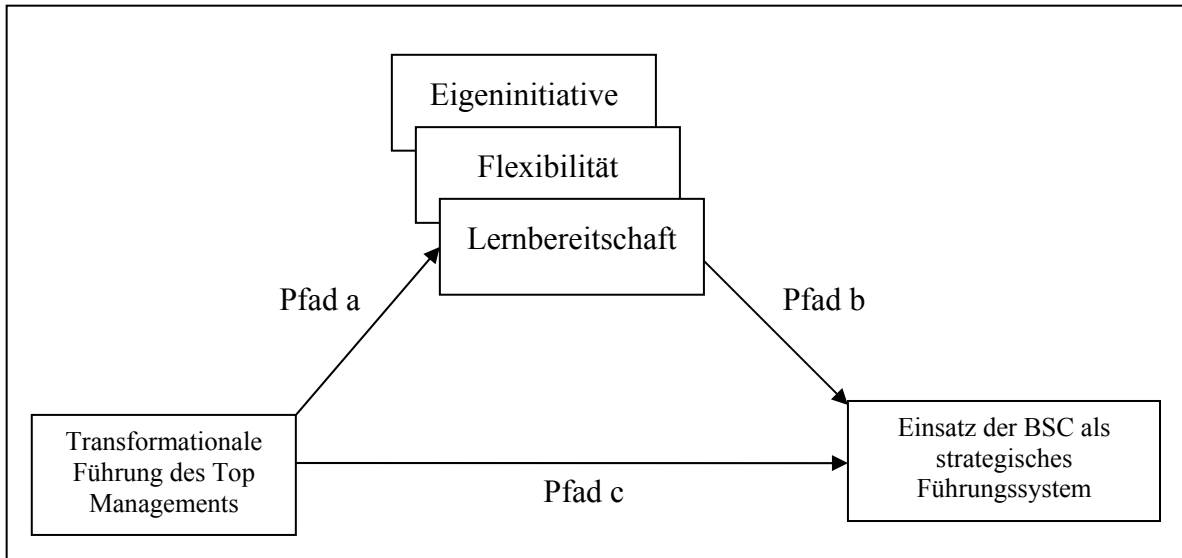 Eigeninitiative
Flexibilität
Lernbereitschaft
Pfad a
Pfad b
Transformationale
Führung des Top
Managements
Pfad c
Einsatz der BSC als
strategisches
Führungssystem